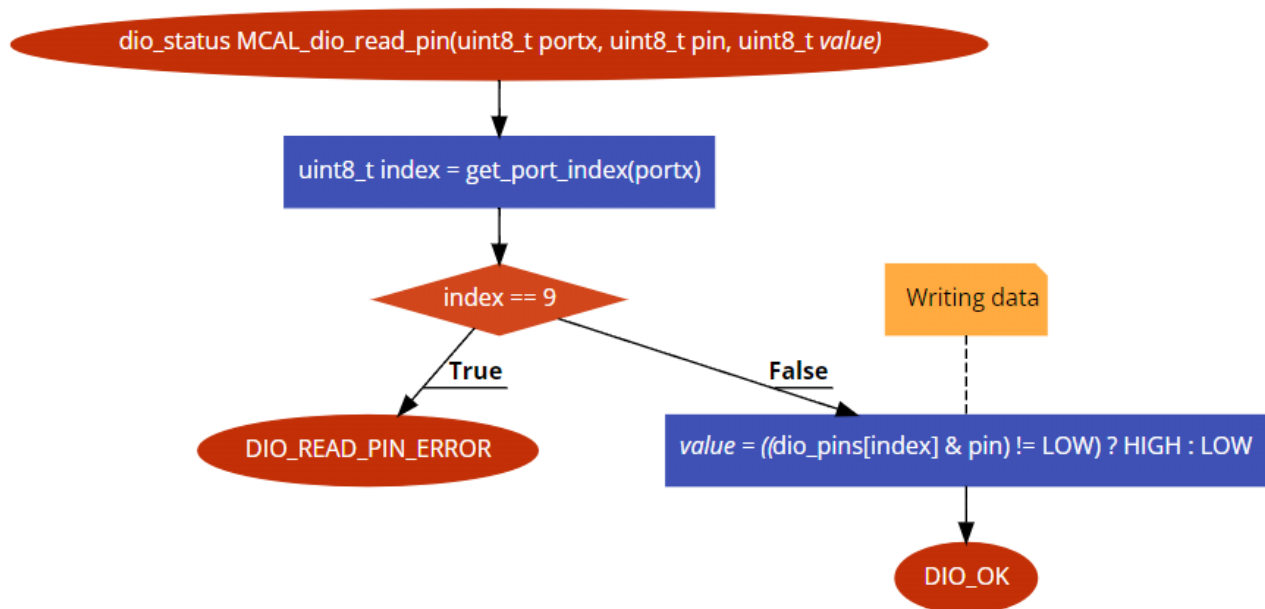 dio_status MCAL_dio_read_pin(uint8_t portx, uint8_t pin, uint8_t value)
uint8_t index = get_port_index(portx)
index == 9
Writing data
True
False
DIO_READ_PIN_ERROR
value = ((dio_pins[index] & pin) != LOW) ? HIGH : LOW
DIO_OK